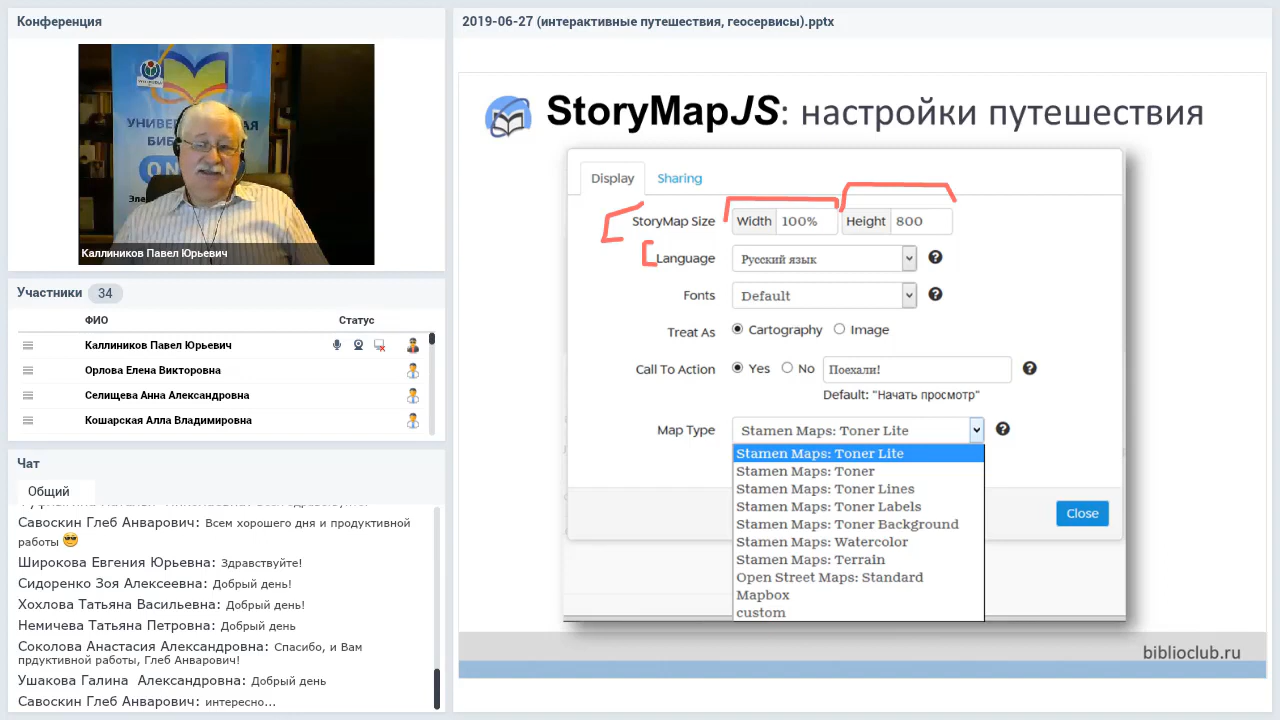 Конференция
УНИВЕ
КАЯ
БИБ
ON
Каллиников Павел Юрьевич
Участники 34
ФИО Статус
Каллиников Павел Юрьевич
Орлова Елена Викторовна
Селищева Анна Александровна
Кошарская Алла Владимировна
Чат
Общий
Савоскин Глеб Анварович: Всем хорошего дня и продуктивной
работы
Широкова Евгения Юрьевна: Здравствуйте!
Сидоренко Зоя Алексеевна: Добрый день!
Хохлова Татьяна Васильевна: Добрый день!
Немичева Татьяна Петровна: Добрый день
Соколова Анастасия Александровна: Спасибо, и Вам
прдуктивной работы, Глеб Анварович!
Ушакова Галина Александровна: Добрый день
Савоскин Глеб Анварович: интересно...
2019-06-27 (интерактивные путешествия, геосервисы).pptx
StoryMapJS: настройки путешествия
Display Sharing
StoryMap Size Width 100% Height 800
Language Русский язык
Fonts Default
Treat As Cartography Image
Call To Action Yes No Поехали!
Default: "Начать просмотр"
Map Type Stamen Maps: Toner Lite
Stamen Maps: Toner Lite
Stamen Maps: Toner
Stamen Maps: Toner Lines
Stamen Maps: Toner Labels
Stamen Maps: Toner Background
Stamen Maps: Watercolor
Stamen Maps: Terrain
Open Street Maps: Standard
Mapbox
custom
Close
biblioclub.ru